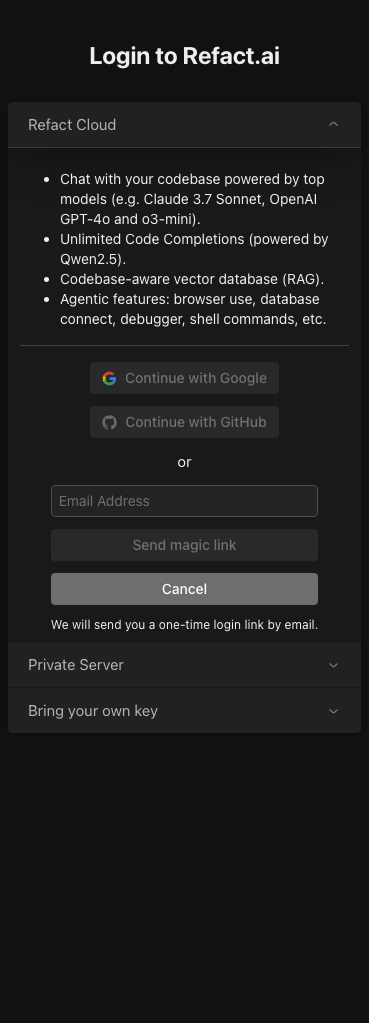 Login to Refact.ai
Refact Cloud
• Chat with your codebase powered by top
models (e.g. Claude 3.7 Sonnet, OpenAI
GPT-4o and o3-mini).
• Unlimited Code Completions (powered by
Qwen2.5).
• Codebase-aware vector database (RAG).
• Agentic features: browser use, database
connect, debugger, shell commands, etc.
Continue with Google
Continue with GitHub
or
Email Address
Send magic link
Cancel
We will send you a one-time login link by email.
Private Server
Bring your own key